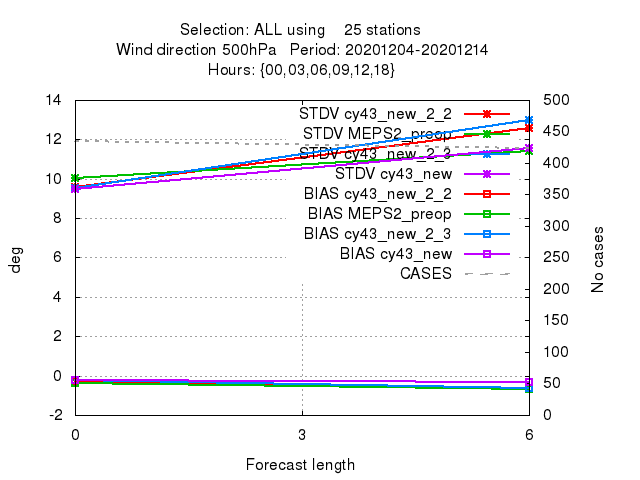 Selection: ALL using 25 stations
Wind direction 500hPa Period: 20201204-20201214
Hours: {00,03,06,09,12,18}
14
12
10
8
6
4
2
0
-2
deg
500
450
400
350
300
250
200
150
100
50
0
No cases
STDV cy43_new_2_2
STDV MEPS2_preop
STDV cy43_new_2_3
STDV cy43_new
BIAS cy43_new_2_2
BIAS MEPS2_preop
BIAS cy43_new_2_3
BIAS cy43_new
CASES
0 3 6
Forecast length